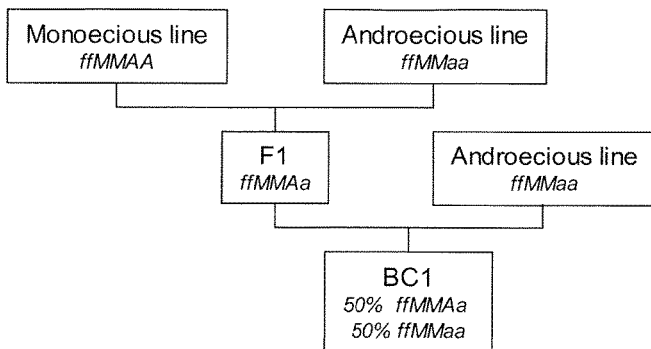 Monoecious line
ffMMAA
Androecious line
ffMMaa
F1
ffMMAa
Androecious line
ffMMaa
BC1
50% ffMMAa
50% ffMMaa